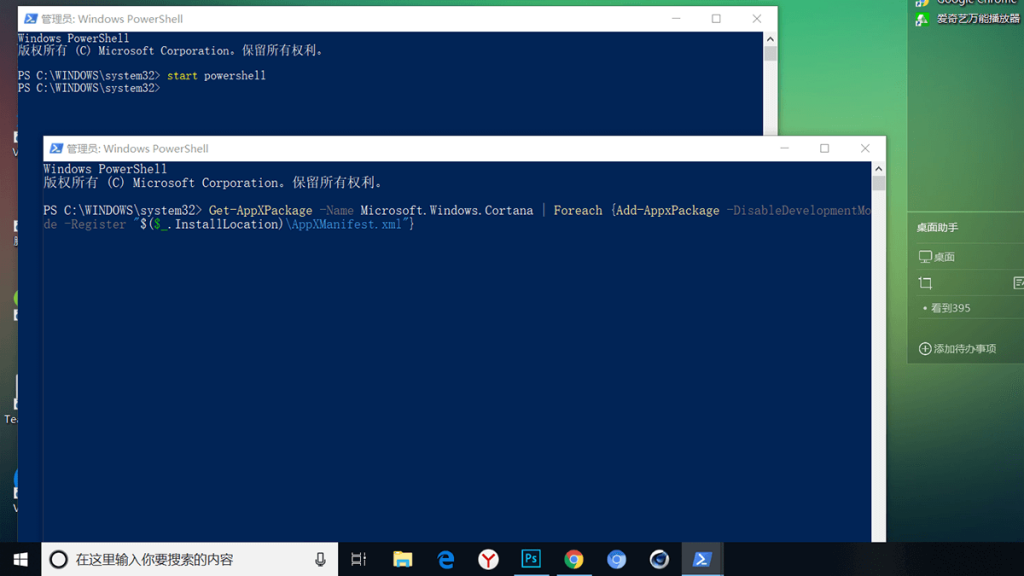 管理员: Windows PowerShell
Windows PowerShell
版权所有 (C) Microsoft Corporation。保留所有权利。
PS C:\WINDOWS\system32> start powershell
PS C:\WINDOWS\system32>
管理员: Windows PowerShell
Windows PowerShell
版权所有 (C) Microsoft Corporation。保留所有权利。
PS C:\WINDOWS\system32> Get-AppXPackage -Name Microsoft.Windows.Cortana | Foreach {Add-AppxPackage -DisableDevelopmentMo
de -Register "$($_.InstallLocation)\AppXManifest.xml"}
Google Chrome
爱奇艺万能播放器
桌面助手
桌面
• 看到395
添加待办事项
Te
在这里输入你要搜索的内容
Ps